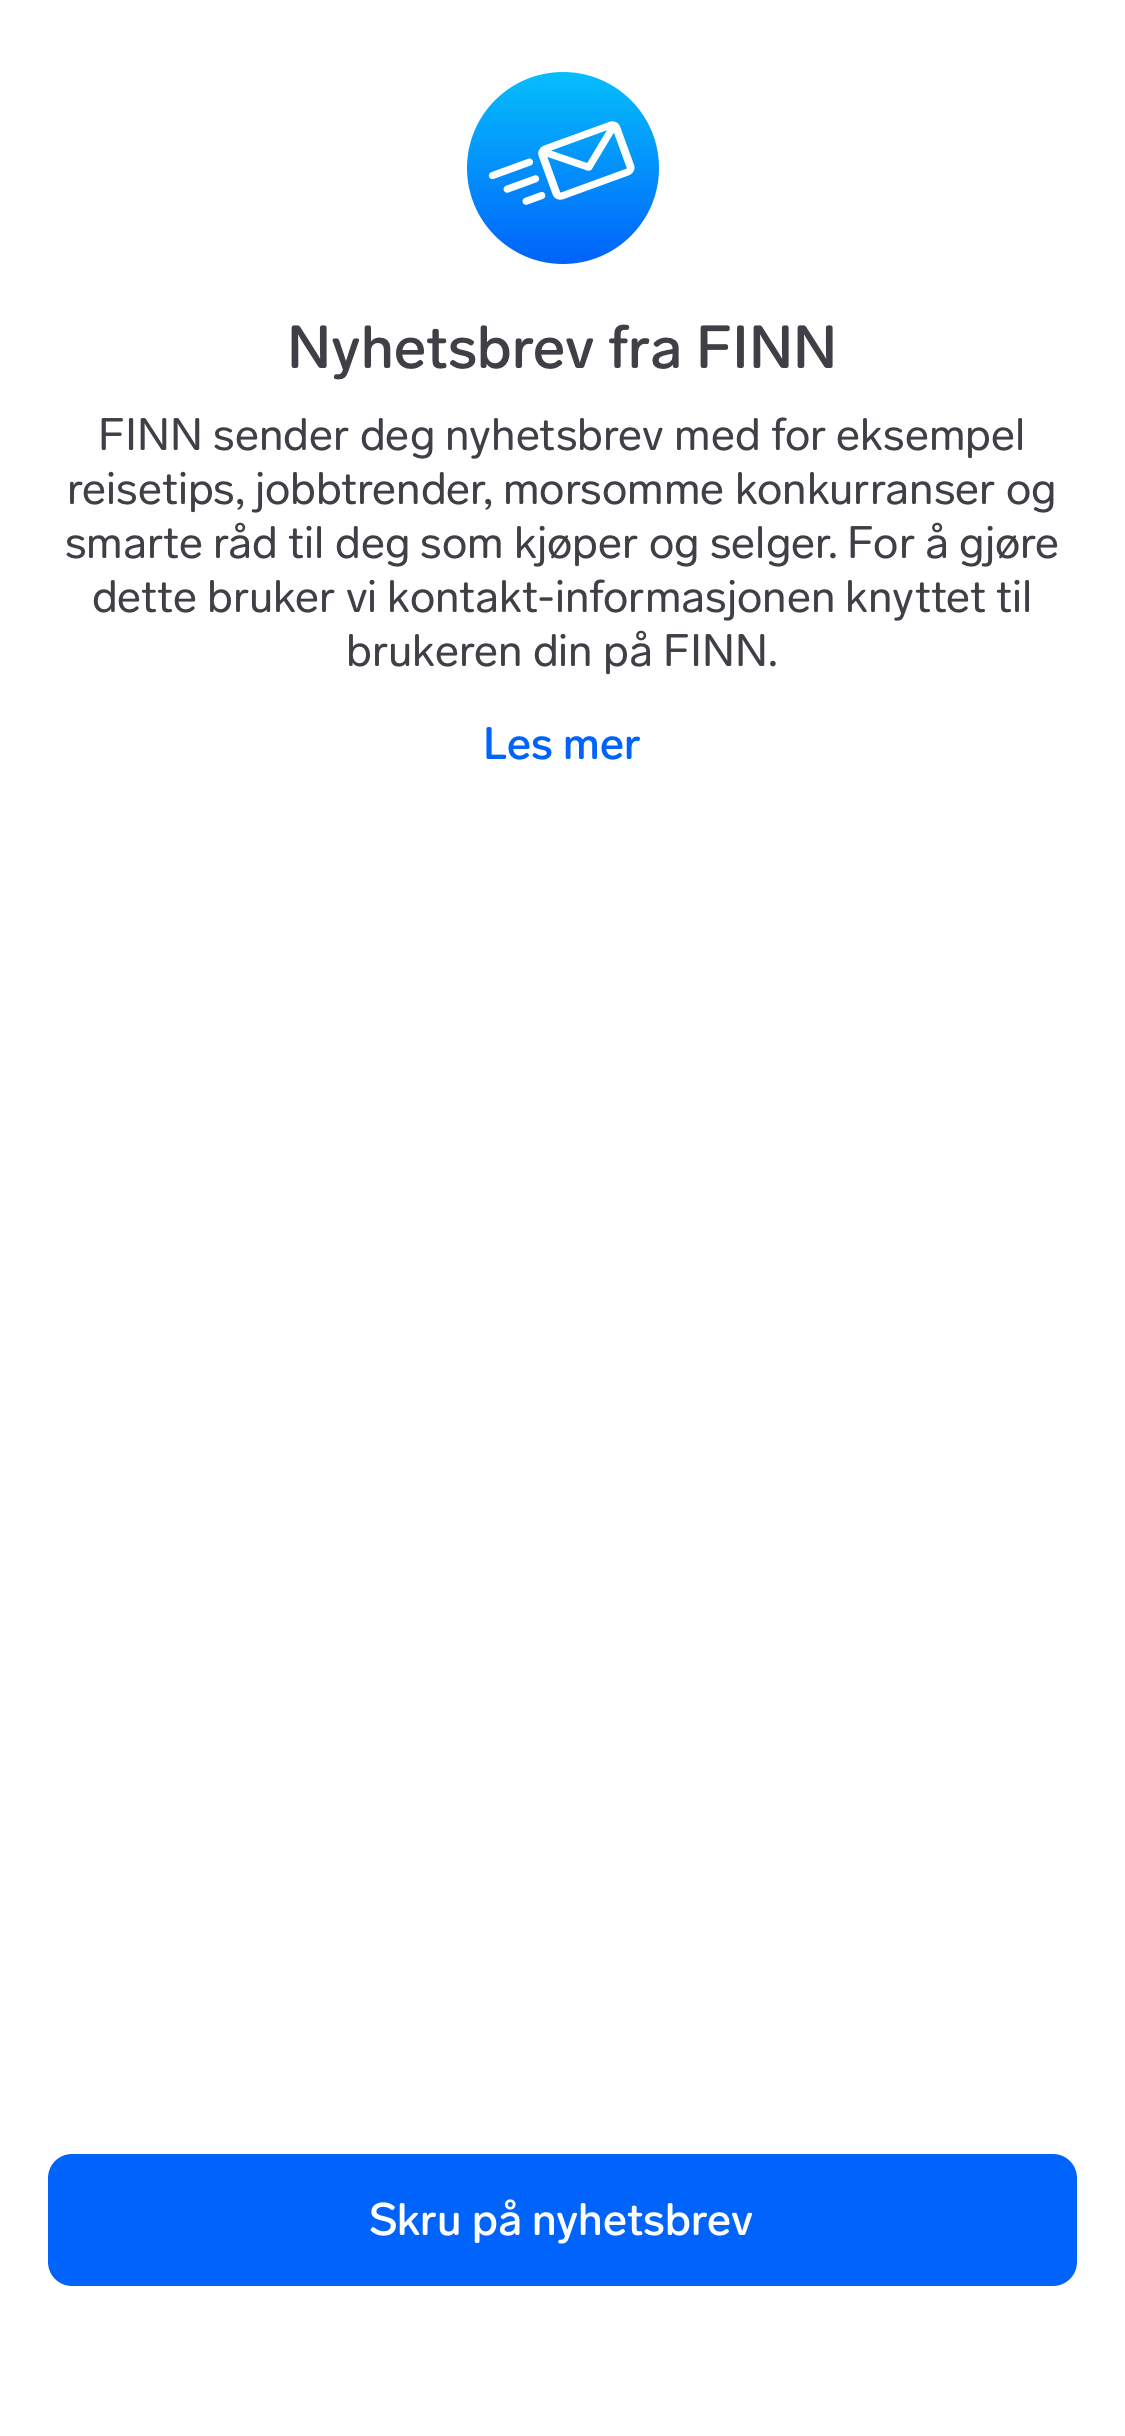 Nyhetsbrev fra FINN
FINN sender deg nyhetsbrev med for eksempel
reisetips, jobbtrender, morsomme konkurranser og
smarte råd til deg som kjøper og selger. For å gjøre
dette bruker vi kontakt-informasjonen knyttet til
brukeren din på FINN.
Les mer
Skru på nyhetsbrev